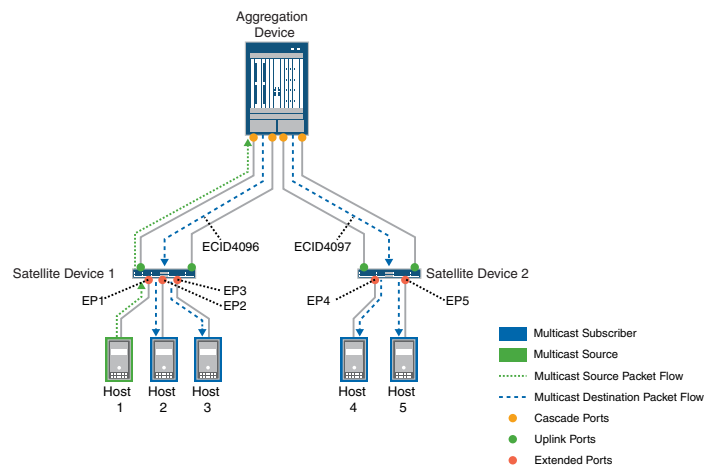 Aggregation
Device
ECID4096
ECID4097
Satellite Device 1
Satellite Device 2
EP1
EP3
EP2
EP4
EP5
Host
1
Host
2
Host
3
Host
4
Host
5
Multicast Subscriber
Multicast Source
Multicast Source Packet Flow
Multicast Destination Packet Flow
Cascade Ports
Uplink Ports
Extended Ports